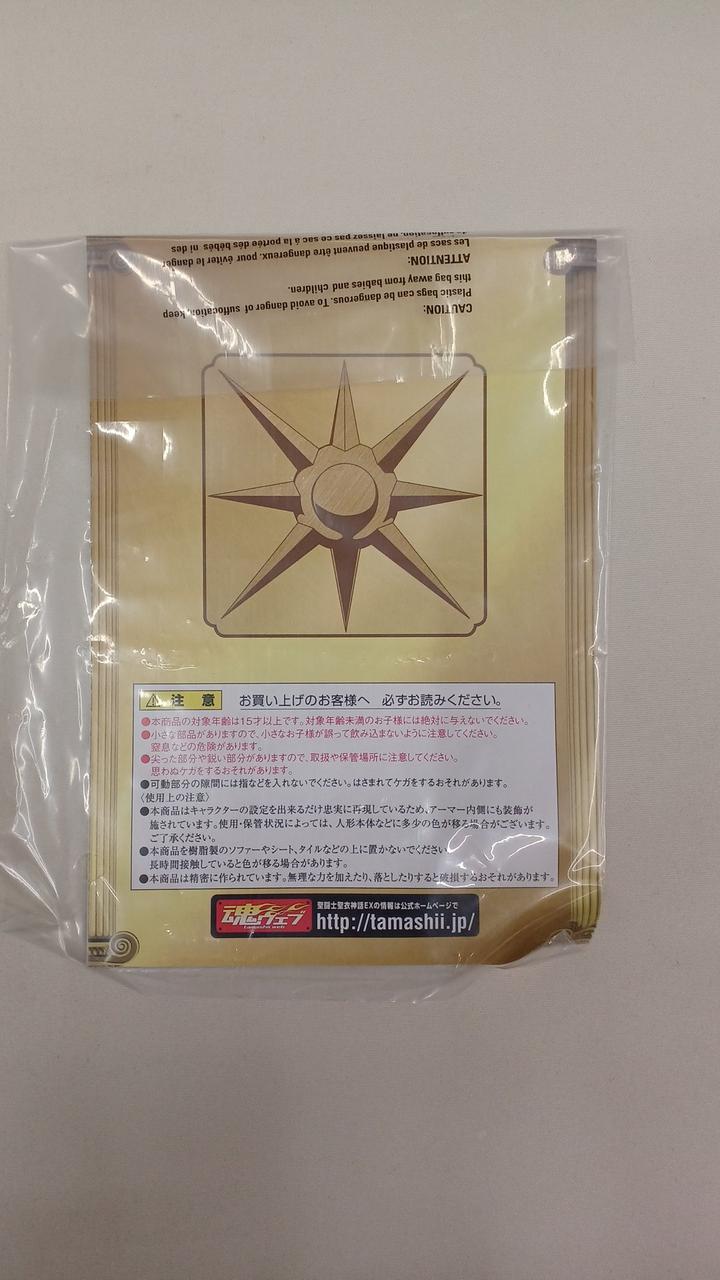 CAUTION:
Plastic bags can be dangerous. To avoid danger of suffocation, keep
this bag away from babies and children.
ATTENTION:
Les sacs de plastique peuvent être dangereux. pour éviter le danger
de suffocation, ne laissez pas ce sac à la portée des bébés ni des
⚠注 意 お買い上げのお客様へ 必ずお読みください。
●本商品の対象年齢は15才以上です。対象年齢未満のお子様には絶対に与えないでください。
●小さな部品がありますので、小さなお子様が誤って飲み込まないように注意してください。
窒息などの危険があります。
●尖った部分や鋭い部分がありますので、取扱や保管場所に注意してください。
思わぬケガをするおそれがあります。
●可動部分の隙間には指などを入れないでください。はさまれてケガをするおそれがあります。
〈使用上の注意〉
●本商品はキャラクターの設定を出来るだけ忠実に再現しているため、アーマー内側にも装飾が
施されています。使用・保管状況によっては、人形本体などに多少の色が移る場合がございます。
ご了承ください。
●本商品を樹脂製のソファーやシート、タイルなどの上に置かないでください
長時間接触していると色が移る場合があります。
●本商品は精密に作られています。無理な力を加えたり、落としたりすると破損するおそれがあります。
魂ウェブ
tamashii web
聖闘士聖衣神話EXの情報は公式ホームページで
http://tamashii.jp/